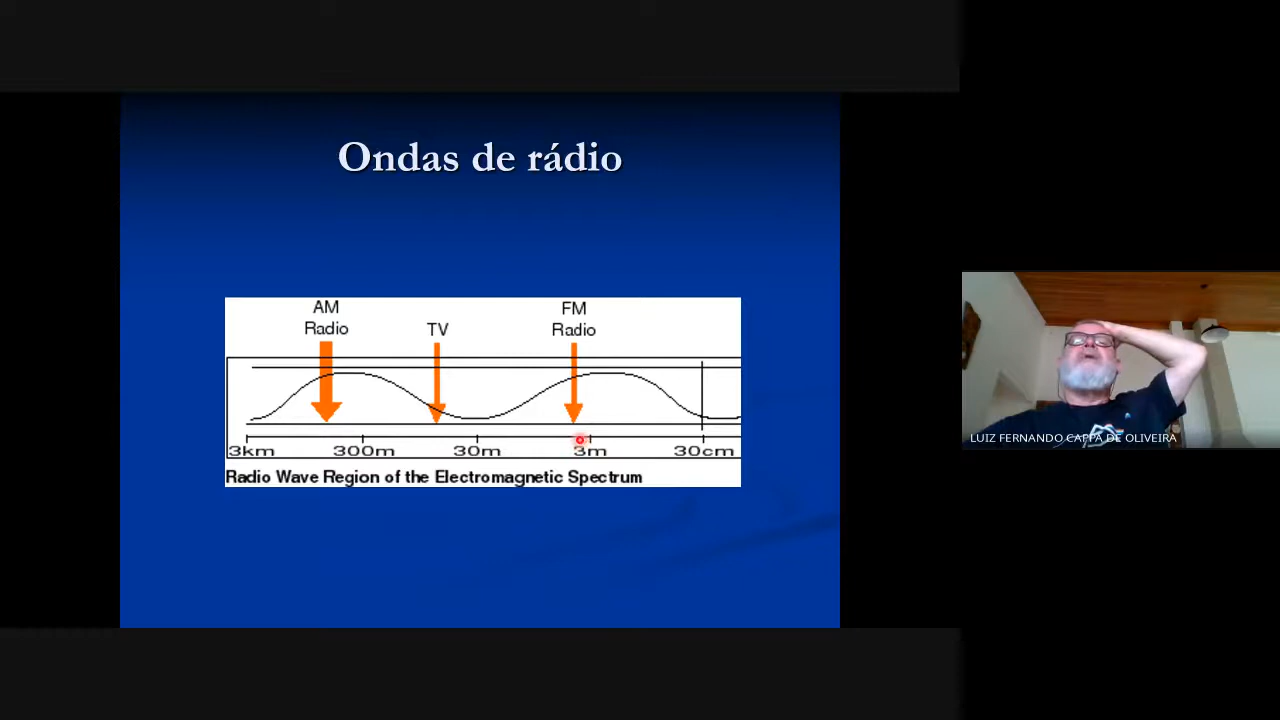 Ondas de rádio
AM
Radio
TV
FM
Radio
3km 300m 30m 3m 30cm
Radio Wave Region of the Electromagnetic Spectrum
LUIZ FERNANDO CAPPA DE OLIVEIRA